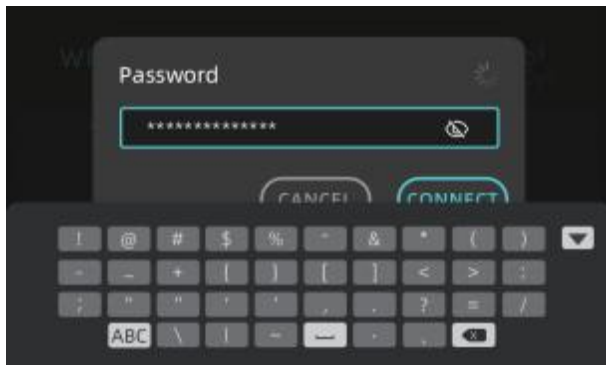 Password
**************
CANCEL
CONNECT
! @ # $ % ^ & * ( )
- _ + { } [ ] < > :
; " " ' ' , . ? = /
ABC \ | ~